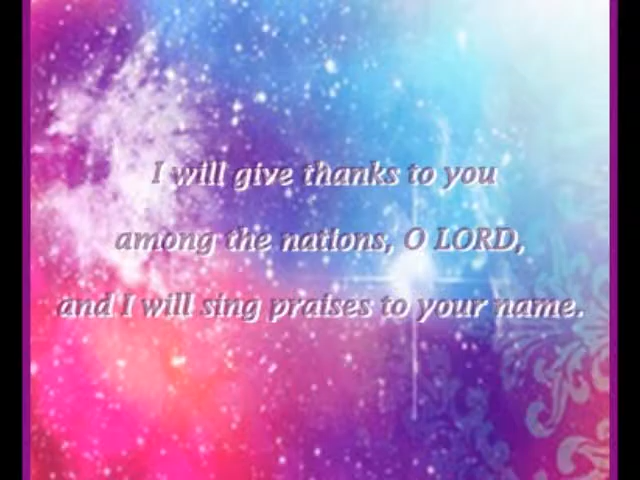 I will give thanks to you
among the nations, O LORD,
and I will sing praises to your name.